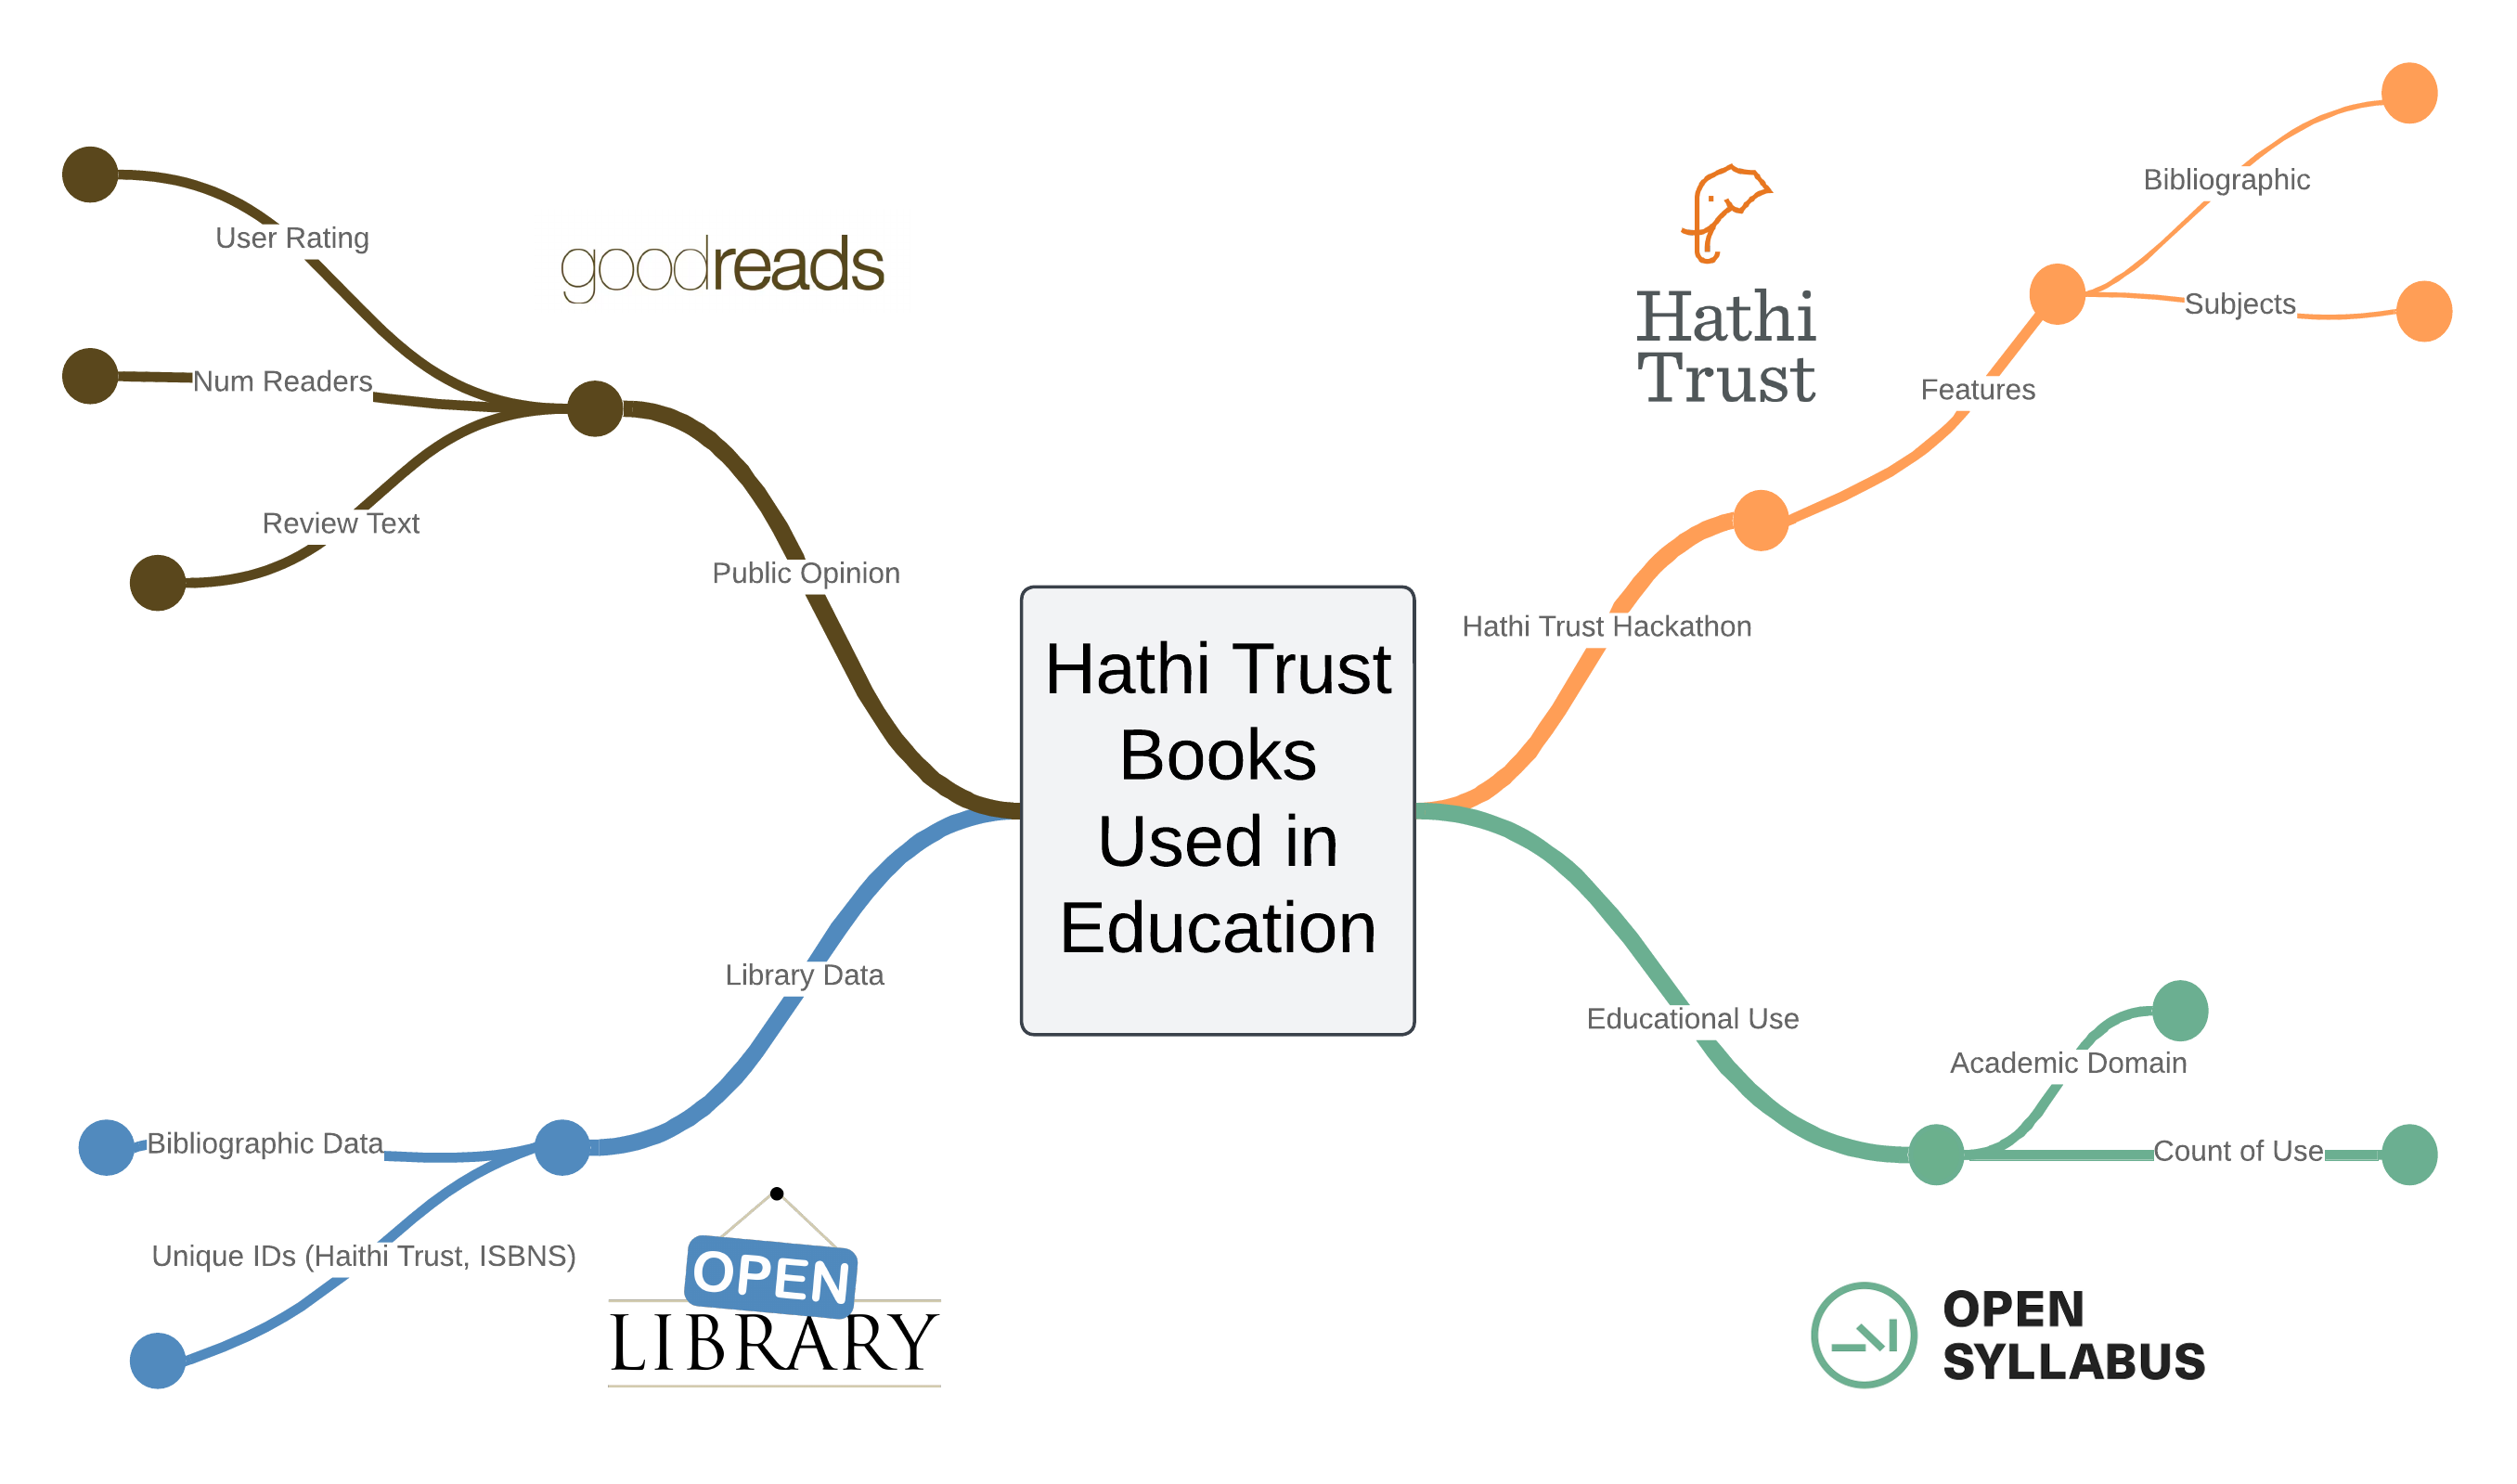 goodreads
User Rating
Num Readers
Review Text
Public Opinion
Hathi
Trust
Bibliographic
Subjects
Features
Hathi Trust Hackathon
Hathi Trust
Books
Used in
Education
Library Data
Bibliographic Data
Unique IDs (Haithi Trust, ISBNS)
OPEN
LIBRARY
Educational Use
Academic Domain
Count of Use
OPEN
SYLLABUS